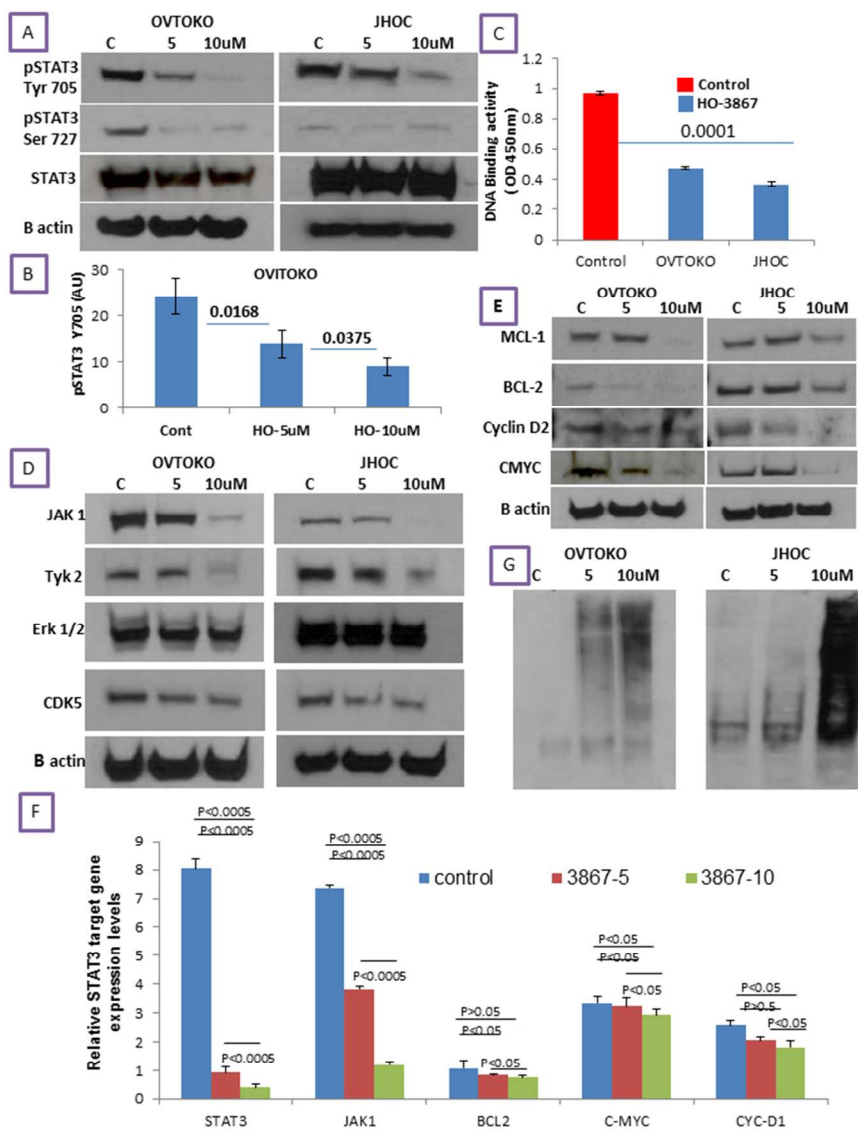 A
OVTOKO
JHOC
C 5 10uM
C 5 10uM
pSTAT3
Tyr 705
pSTAT3
Ser 727
STAT3
B actin
B
OVITOKO
pSTAT3 Y705 (AU)
30
20
10
0
0.0168
0.0375
Cont HO-5uM HO-10uM
C
DNA Binding activity
( OD 450nm)
1.2
1
0.8
0.6
0.4
0.2
0
Control
HO-3867
0.0001
Control OVTOKO JHOC
D
OVTOKO
JHOC
C 5 10uM
C 5 10uM
JAK 1
Tyk 2
Erk 1/2
CDK5
B actin
E
OVTOKO
JHOC
C 5 10uM
C 5 10uM
MCL-1
BCL-2
Cyclin D2
CMYC
B actin
G
OVTOKO
JHOC
C 5 10uM
C 5 10uM
F
Relative STAT3 target gene
expression levels
9
8
7
6
5
4
3
2
1
0
control 3867-5 3867-10
P<0.0005
P<0.0005
P<0.0005
P<0.0005
P<0.0005
P<0.0005
P>0.05
P<0.05
P<0.05
P<0.05
P<0.05
P<0.05
P<0.05
P>0.5
P<0.05
STAT3 JAK1 BCL2 C-MYC CYC-D1